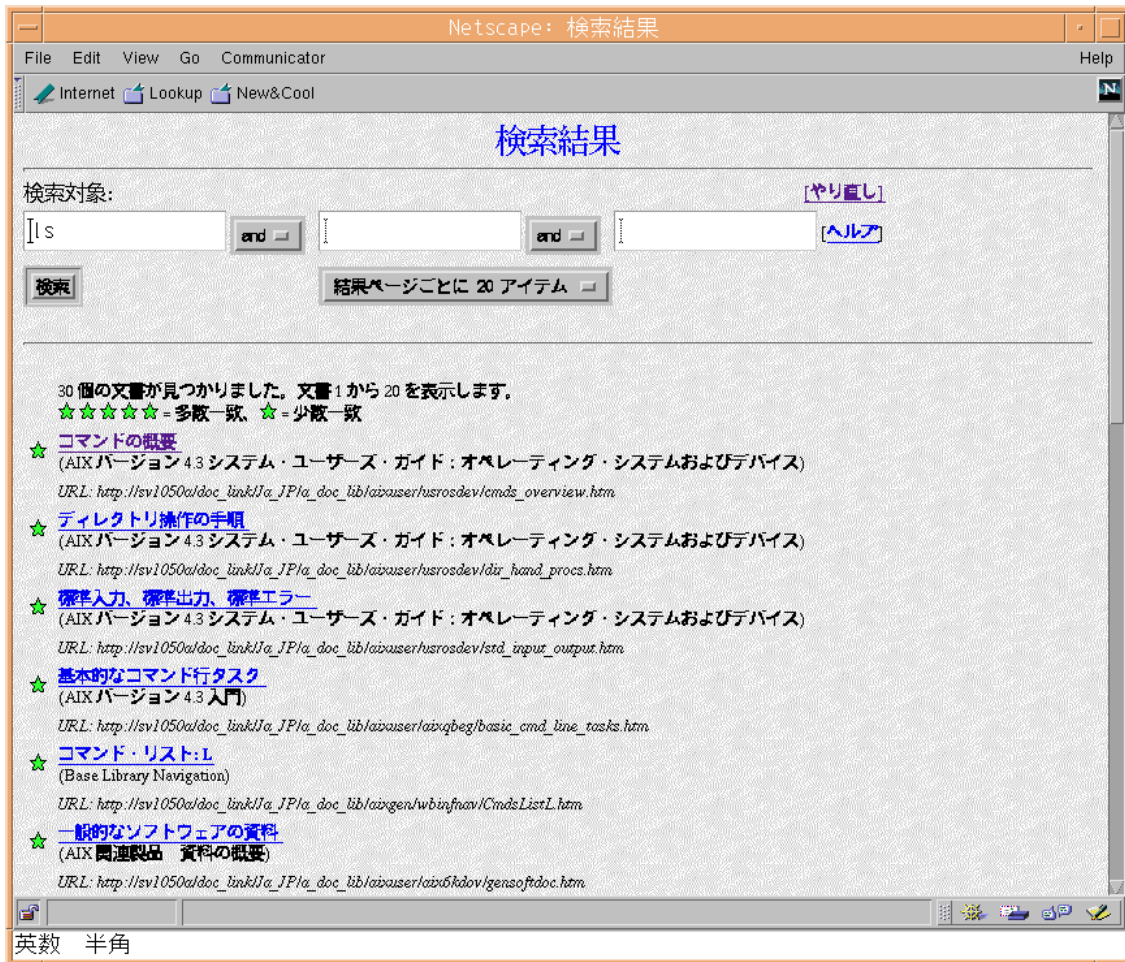 Netscape: 検索結果
File Edit View Go Communicator Help
Internet Lookup New&Cool N
検索結果
検索対象: [やり直し]
ls and and [ヘルプ]
検索 結果ページごとに 20 アイテム
30 個の文書が見つかりました。文書 1 から 20 を表示します。
☆☆☆☆☆ = 多数一致、☆ = 少数一致
コマンドの概要
(AIX バージョン 4.3 システム・ユーザーズ・ガイド : オペレーティング・システムおよびデバイス)
URL: http://sv1050a/doc_link/Ja_JP/a_doc_lib/aixuser/usrosdev/cmds_overview.htm
ディレクトリ操作の手順
(AIX バージョン 4.3 システム・ユーザーズ・ガイド : オペレーティング・システムおよびデバイス)
URL: http://sv1050a/doc_link/Ja_JP/a_doc_lib/aixuser/usrosdev/dir_hand_procs.htm
標準入力、標準出力、標準エラー
(AIX バージョン 4.3 システム・ユーザーズ・ガイド : オペレーティング・システムおよびデバイス)
URL: http://sv1050a/doc_link/Ja_JP/a_doc_lib/aixuser/usrosdev/std_input_output.htm
基本的なコマンド行タスク
(AIX バージョン 4.3 入門)
URL: http://sv1050a/doc_link/Ja_JP/a_doc_lib/aixuser/aixqbeg/basic_cmd_line_tasks.htm
コマンド・リスト: L
(Base Library Navigation)
URL: http://sv1050a/doc_link/Ja_JP/a_doc_lib/aixgen/wbinfnav/CmdsListL.htm
一般的なソフトウェアの資料
(AIX 関連製品 資料の概要)
URL: http://sv1050a/doc_link/Ja_JP/a_doc_lib/aixuser/aix6kdov/gensoftdoc.htm
英数 半角